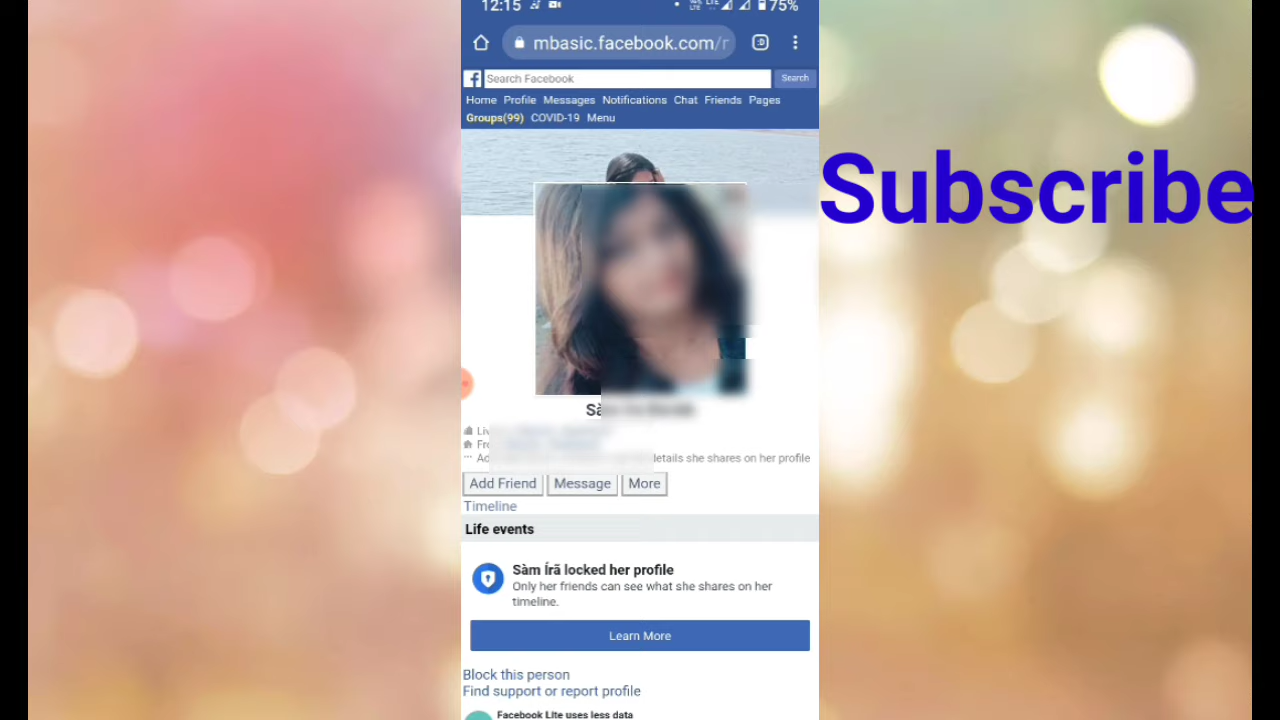 12:15 75%
mbasic.facebook.com/r :D
Search Facebook Search
Home Profile Messages Notifications Chat Friends Pages
Groups(99) COVID-19 Menu
Subscribe
details she shares on her profile
Add Friend Message More
Timeline
Life events
Sàm Írã locked her profile
Only her friends can see what she shares on her
timeline.
Learn More
Block this person
Find support or report profile
Facebook Lite uses less data